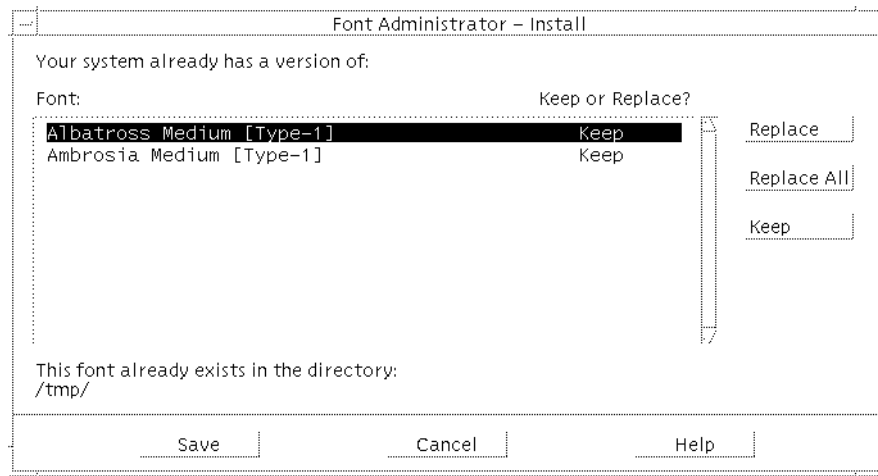 Font Administrator – Install
Your system already has a version of:
Font: Keep or Replace?
Albatross Medium [Type–1] Keep
Ambrosia Medium [Type–1] Keep
Replace
Replace All
Keep
This font already exists in the directory:
/tmp/
Save Cancel Help